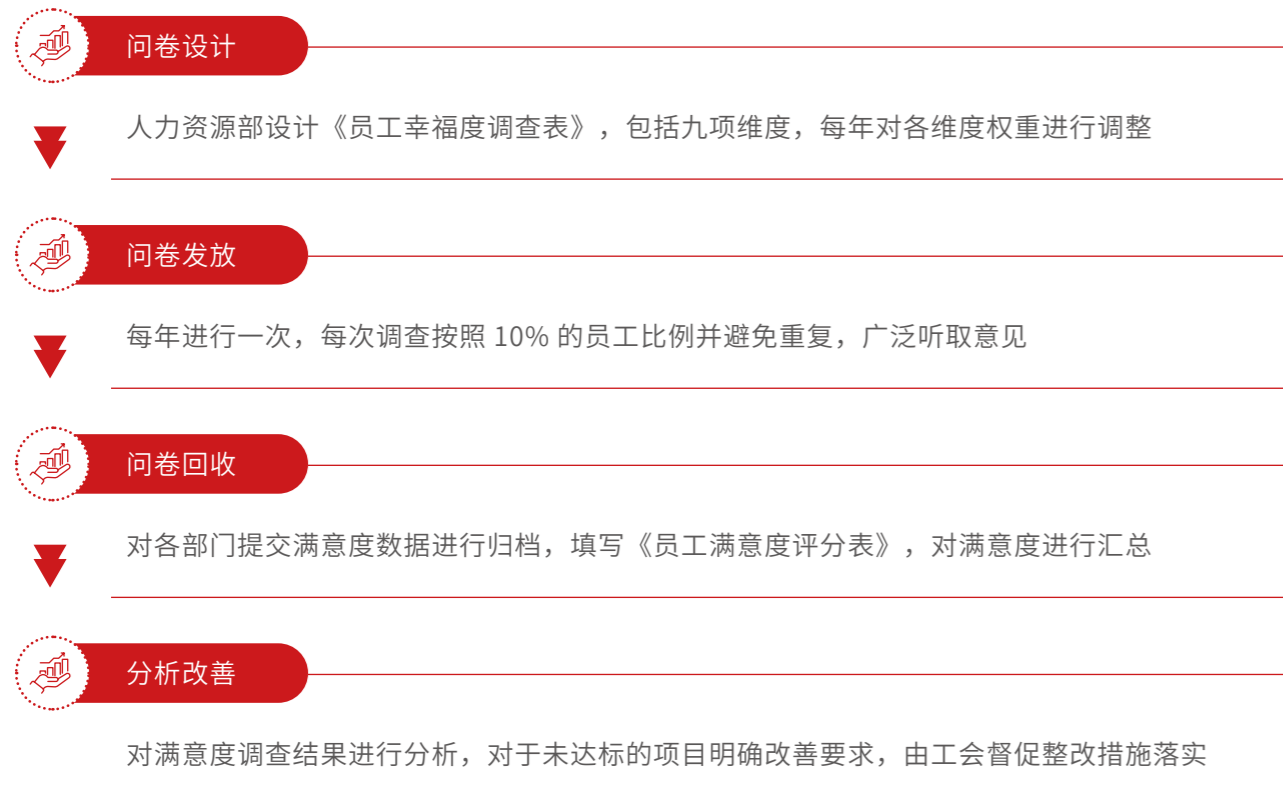 问卷设计
人力资源部设计《员工幸福度调查表》，包括九项维度，每年对各维度权重进行调整
问卷发放
每年进行一次，每次调查按照 10% 的员工比例并避免重复，广泛听取意见
问卷回收
对各部门提交满意度数据进行归档，填写《员工满意度评分表》，对满意度进行汇总
分析改善
对满意度调查结果进行分析，对于未达标的项目明确改善要求，由工会督促整改措施落实